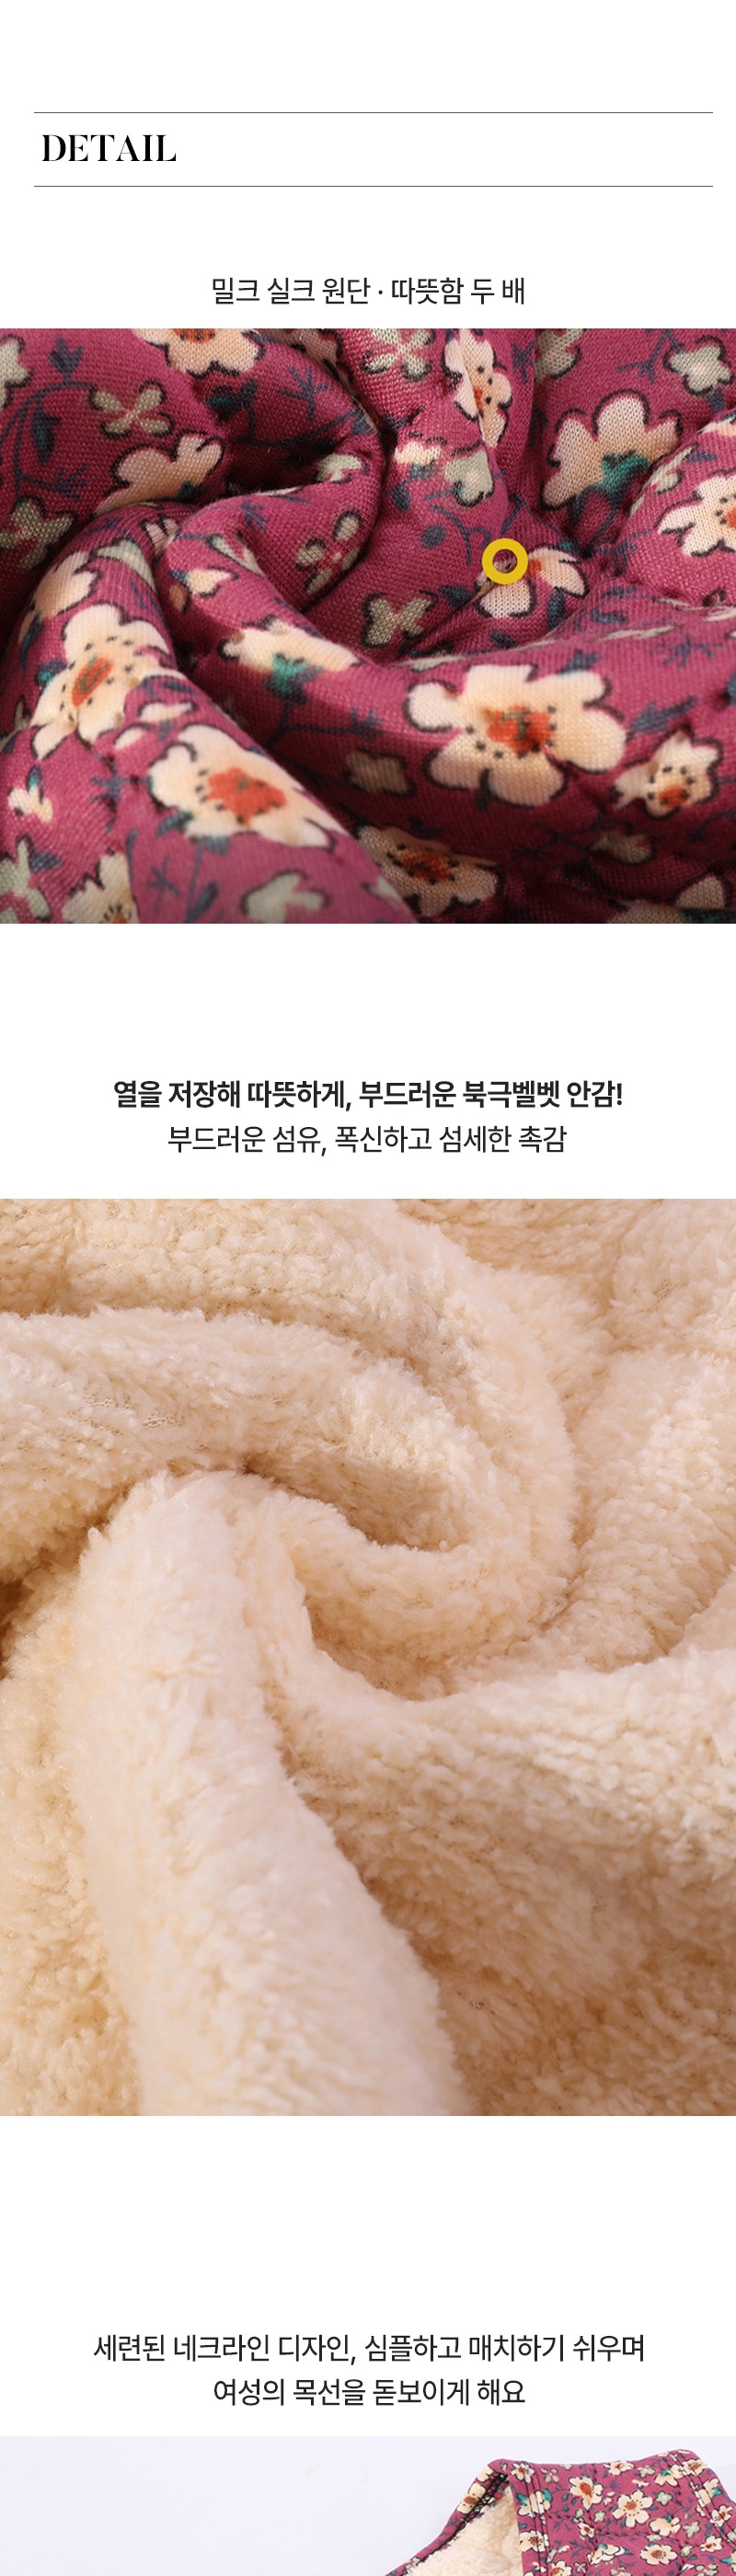 DETAIL
밀크 실크 원단 · 따뜻함 두 배
열을 저장해 따뜻하게, 부드러운 북극벨벳 안감!
부드러운 섬유, 폭신하고 섬세한 촉감
세련된 네크라인 디자인, 심플하고 매치하기 쉬우며
여성의 목선을 돋보이게 해요